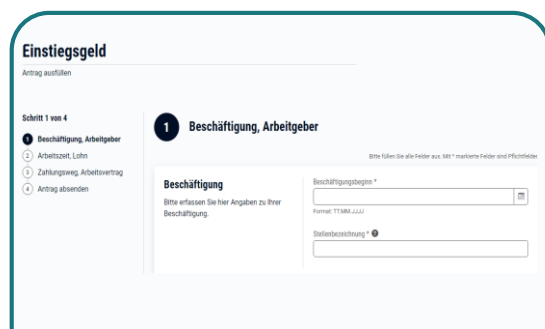 Einstiegsgeld
Antrag ausfüllen
Schritt 1 von 4
1 Beschäftigung, Arbeitgeber
2 Arbeitszeit, Lohn
3 Zahlungsweg, Arbeitsvertrag
4 Antrag absenden
1 Beschäftigung, Arbeitgeber
Bitte füllen Sie alle Felder aus. Mit * markierte Felder sind Pflichtfelder
Beschäftigung
Bitte erfassen Sie hier Angaben zu Ihrer
Beschäftigung.
Beschäftigungsbeginn *
Format: TT.MM.JJJJ
Stellenbezeichnung * ?